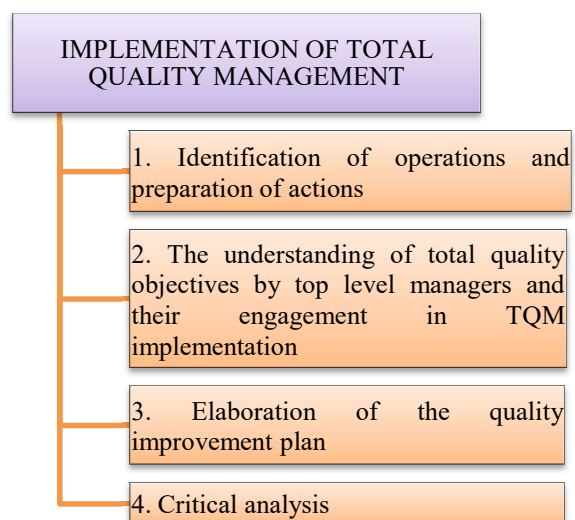 IMPLEMENTATION OF TOTAL
QUALITY MANAGEMENT
1. Identification of operations and
preparation of actions
2. The understanding of total quality
objectives by top level managers and
their engagement in TQM
implementation
3. Elaboration of the quality
improvement plan
4. Critical analysis